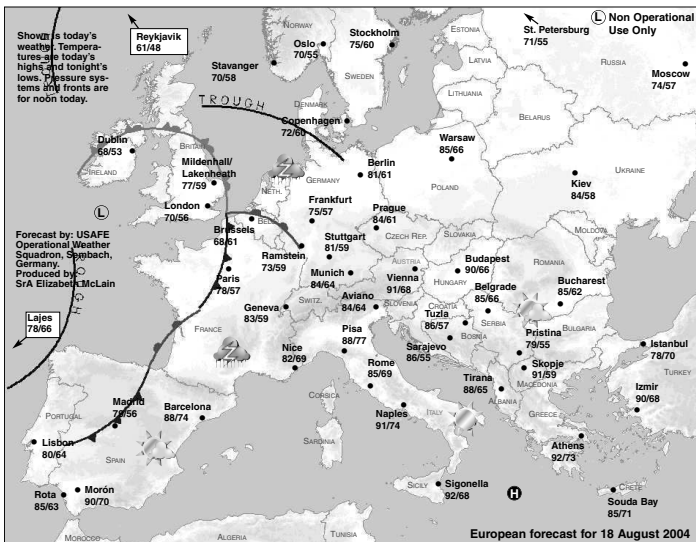 Shown is today's
weather. Tempera-
tures are today's
highs and tonight's
lows. Pressure sys-
tems and fronts are
for noon today.
Reykjavik
61/48
NORWAY
Oslo
70/55
Stockholm
75/60
SWEDEN
Stavanger
70/58
ESTONIA
LATVIA
LITHUANIA
St. Petersburg
71/55
L Non Operational
Use Only
RUSSIA
Moscow
74/57
BELARUS
TROUGH
DENMARK
Copenhagen
72/60
Dublin
68/53
IRELAND
BRITAIN
Mildenhall/
Lakenheath
77/59
London
70/56
NETH.
GERMANY
Berlin
81/61
Warsaw
85/66
POLAND
UKRAINE
Kiev
84/58
L
Forecast by: USAFE
Operational Weather
Squadron, Sembach,
Germany.
Produced by:
SrA Elizabeth McLain
TROUGH
Lajes
78/66
Brussels
68/61
Frankfurt
75/57
Prague
84/61
CZECH REP.
SLOVAKIA
MOLDOVA
Ramstein
73/59
Stuttgart
81/59
Paris
78/57
Munich
84/64
AUSTRIA
Vienna
91/68
Budapest
90/66
HUNGARY
ROMANIA
Bucharest
85/62
Geneva
83/59
SWITZ.
Aviano
84/64
SLOVENIA
CROATIA
Belgrade
85/66
Tuzla
86/57
SERBIA
BOSNIA
Sarajevo
86/55
BULGARIA
Pristina
79/55
Skopje
91/59
MACEDONIA
FRANCE
Nice
82/69
Pisa
88/77
Rome
85/69
ITALY
Naples
91/74
Tirana
88/65
ALBANIA
GREECE
Istanbul
78/70
TURKEY
Izmir
90/68
CORSICA
SARDINIA
PORTUGAL
Madrid
79/56
Barcelona
88/74
Lisbon
80/64
SPAIN
Rota
85/63
Morón
90/70
Athens
92/73
SICILY
Sigonella
92/68
H
CRETE
Souda Bay
85/71
MOROCCO
ALGERIA
TUNISIA
European forecast for 18 August 2004